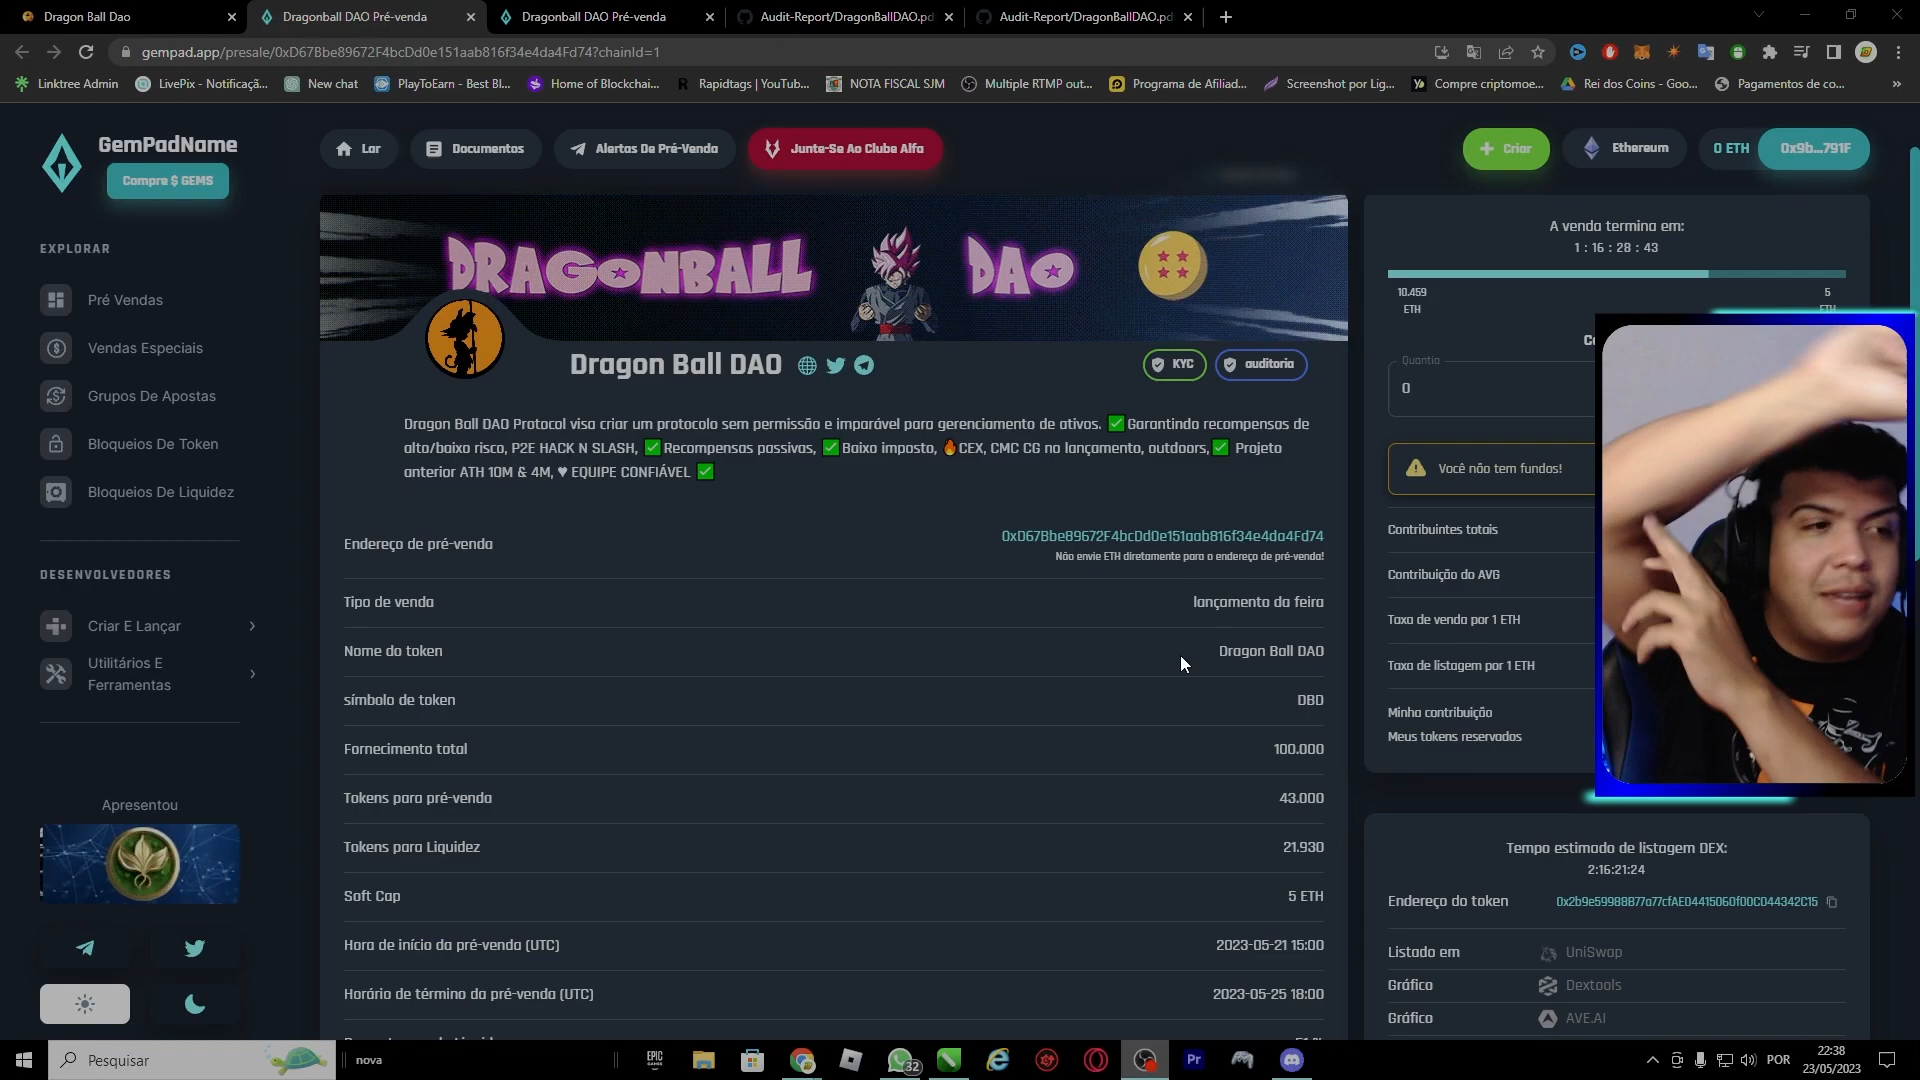 Dragon Ball Dao
Dragonball DAO Pré-venda
Dragonball DAO Pré-venda
Audit-Report/DragonBallDAO.pd
Audit-Report/DragonBallDAO.pd
gempad.app/presale/0xD67Bbe89672F4bcDd0e151aab816f34e4da4Fd74?chainId=1
Linktree Admin
LivePix - Notificaçã...
New chat
PlayToEarn - Best Bl...
Home of Blockchai...
Rapidtags | YouTub...
NOTA FISCAL SJM
Multiple RTMP out...
Programa de Afiliad...
Screenshot por Lig...
Compre criptomoe...
Rei dos Coins - Goo...
Pagamentos de co...
»
GemPadName
Compre $ GEMS
Lar
Documentos
Alertas De Pré-Venda
Junte-Se Ao Clube Alfa
Criar
Ethereum
0 ETH
0x9b...791F
EXPLORAR
Pré Vendas
Vendas Especiais
Grupos De Apostas
Bloqueios De Token
Bloqueios De Liquidez
DESENVOLVEDORES
Criar E Lançar
Utilitários E
Ferramentas
Apresentou
DRAGONBALL DAO
Dragon Ball DAO
KYC
auditoria
Dragon Ball DAO Protocol visa criar um protocolo sem permissão e imparável para gerenciamento de ativos. ✅Garantindo recompensas de
alto/baixo risco, P2E HACK N SLASH, ✅Recompensas passivas, ✅Baixo imposto, 🔥CEX, CMC CG no lançamento, outdoors,✅ Projeto
anterior ATH 10M & 4M, ♥ EQUIPE CONFIÁVEL ✅
Endereço de pré-venda
0xD67Bbe89672F4bcDd0e151aab816f34e4da4Fd74
Não envie ETH diretamente para o endereço de pré-venda!
Tipo de venda
lançamento da feira
Nome do token
Dragon Ball DAO
símbolo de token
DBD
Fornecimento total
100.000
Tokens para pré-venda
43.000
Tokens para Liquidez
21.930
Soft Cap
5 ETH
Hora de início da pré-venda (UTC)
2023-05-21 15:00
Horário de término da pré-venda (UTC)
2023-05-25 18:00
A venda termina em:
1 : 16 : 28 : 43
10.459
ETH
5
ETH
Quantia
0
Você não tem fundos!
Contribuintes totais
Contribuição do AVG
Taxa de venda por 1 ETH
Taxa de listagem por 1 ETH
Minha contribuição
Meus tokens reservados
Tempo estimado de listagem DEX:
2:16:21:24
Endereço do token
0x2b9e59988B77a77cfAE04415060f00C044342C15
Listado em
UniSwap
Gráfico
Dextools
Gráfico
AVE.AI
Pesquisar
nova
EPIC
GAMES
32
Pr
POR
22:38
23/05/2023